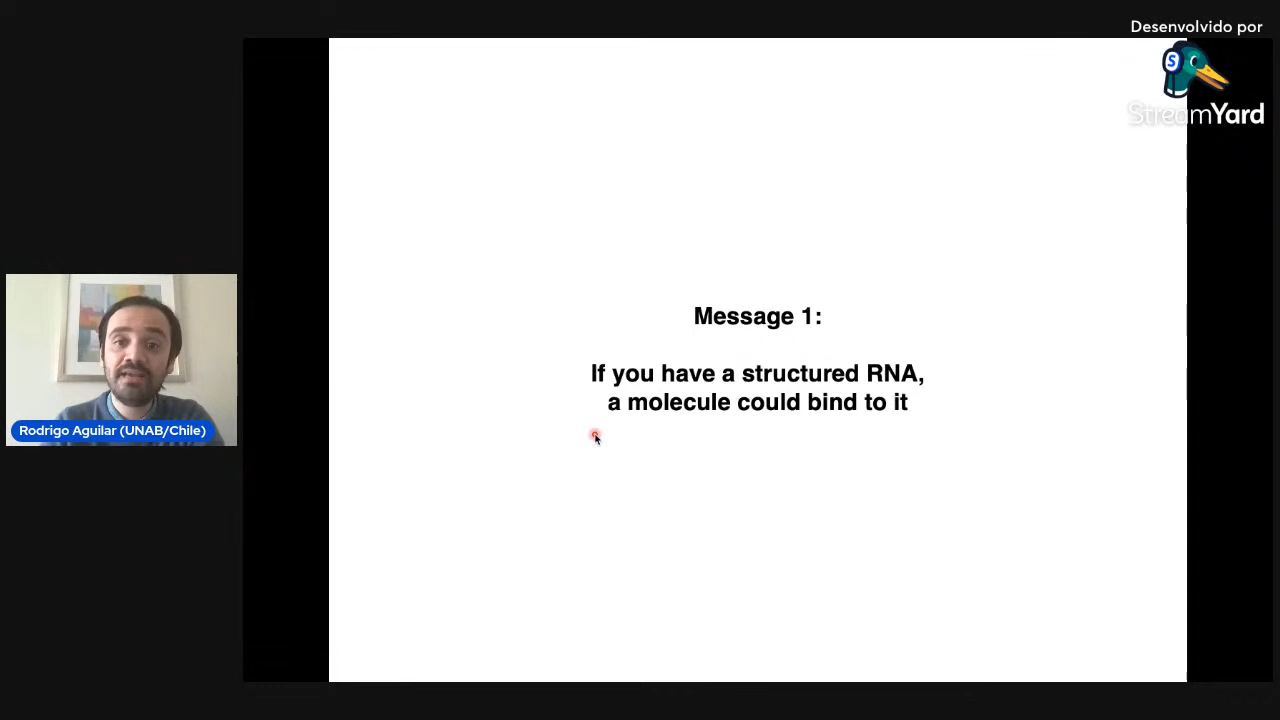 Desenvolvido por
S
StreamYard
Message 1:
If you have a structured RNA,
a molecule could bind to it
Rodrigo Aguilar (UNAB/Chile)